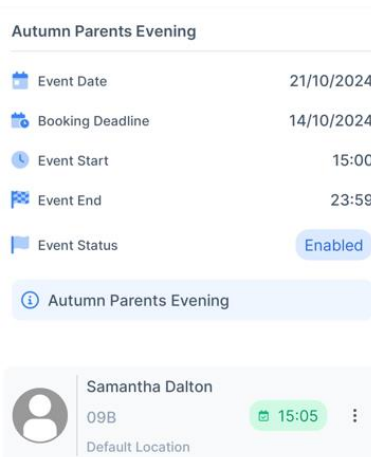 Autumn Parents Evening
Event Date 21/10/2024
Booking Deadline 14/10/2024
Event Start 15:00
Event End 23:59
Event Status Enabled
Autumn Parents Evening
Samantha Dalton
09B 15:05
Default Location